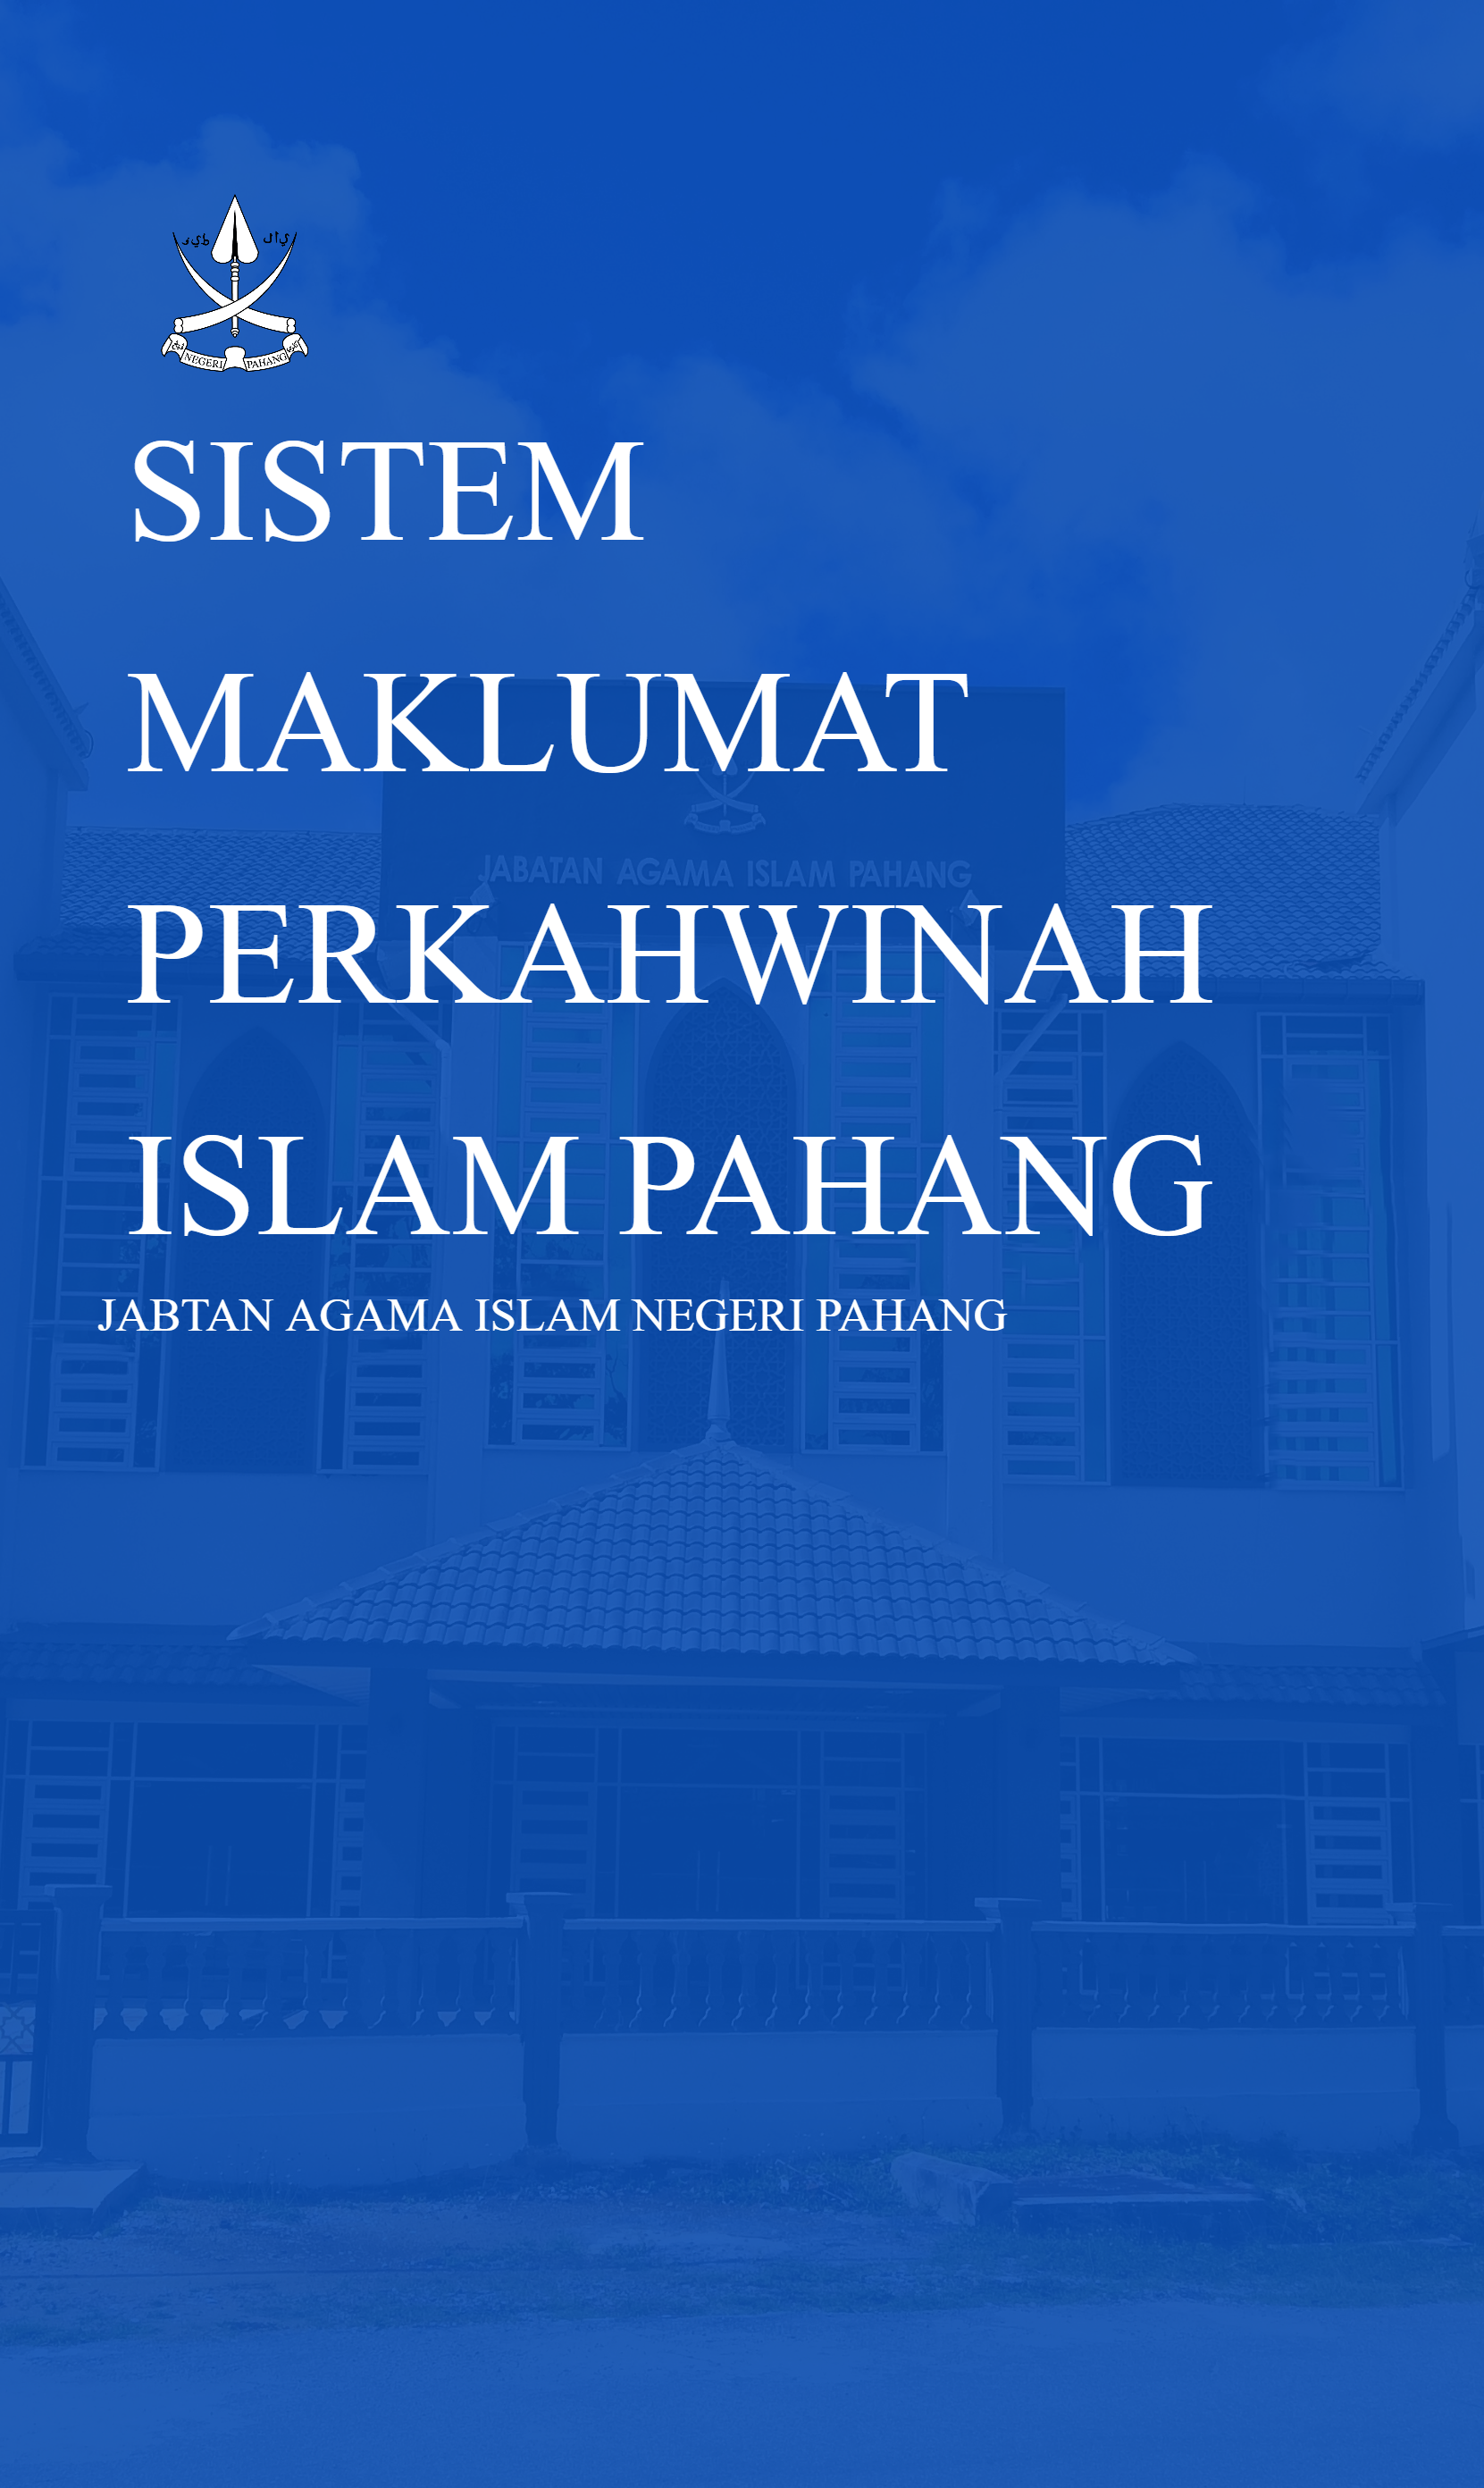 NEGERI PAHANG
SISTEM
MAKLUMAT
JABATAN AGAMA ISLAM PAHANG
PERKAHWINAH
ISLAM PAHANG
JABTAN AGAMA ISLAM NEGERI PAHANG